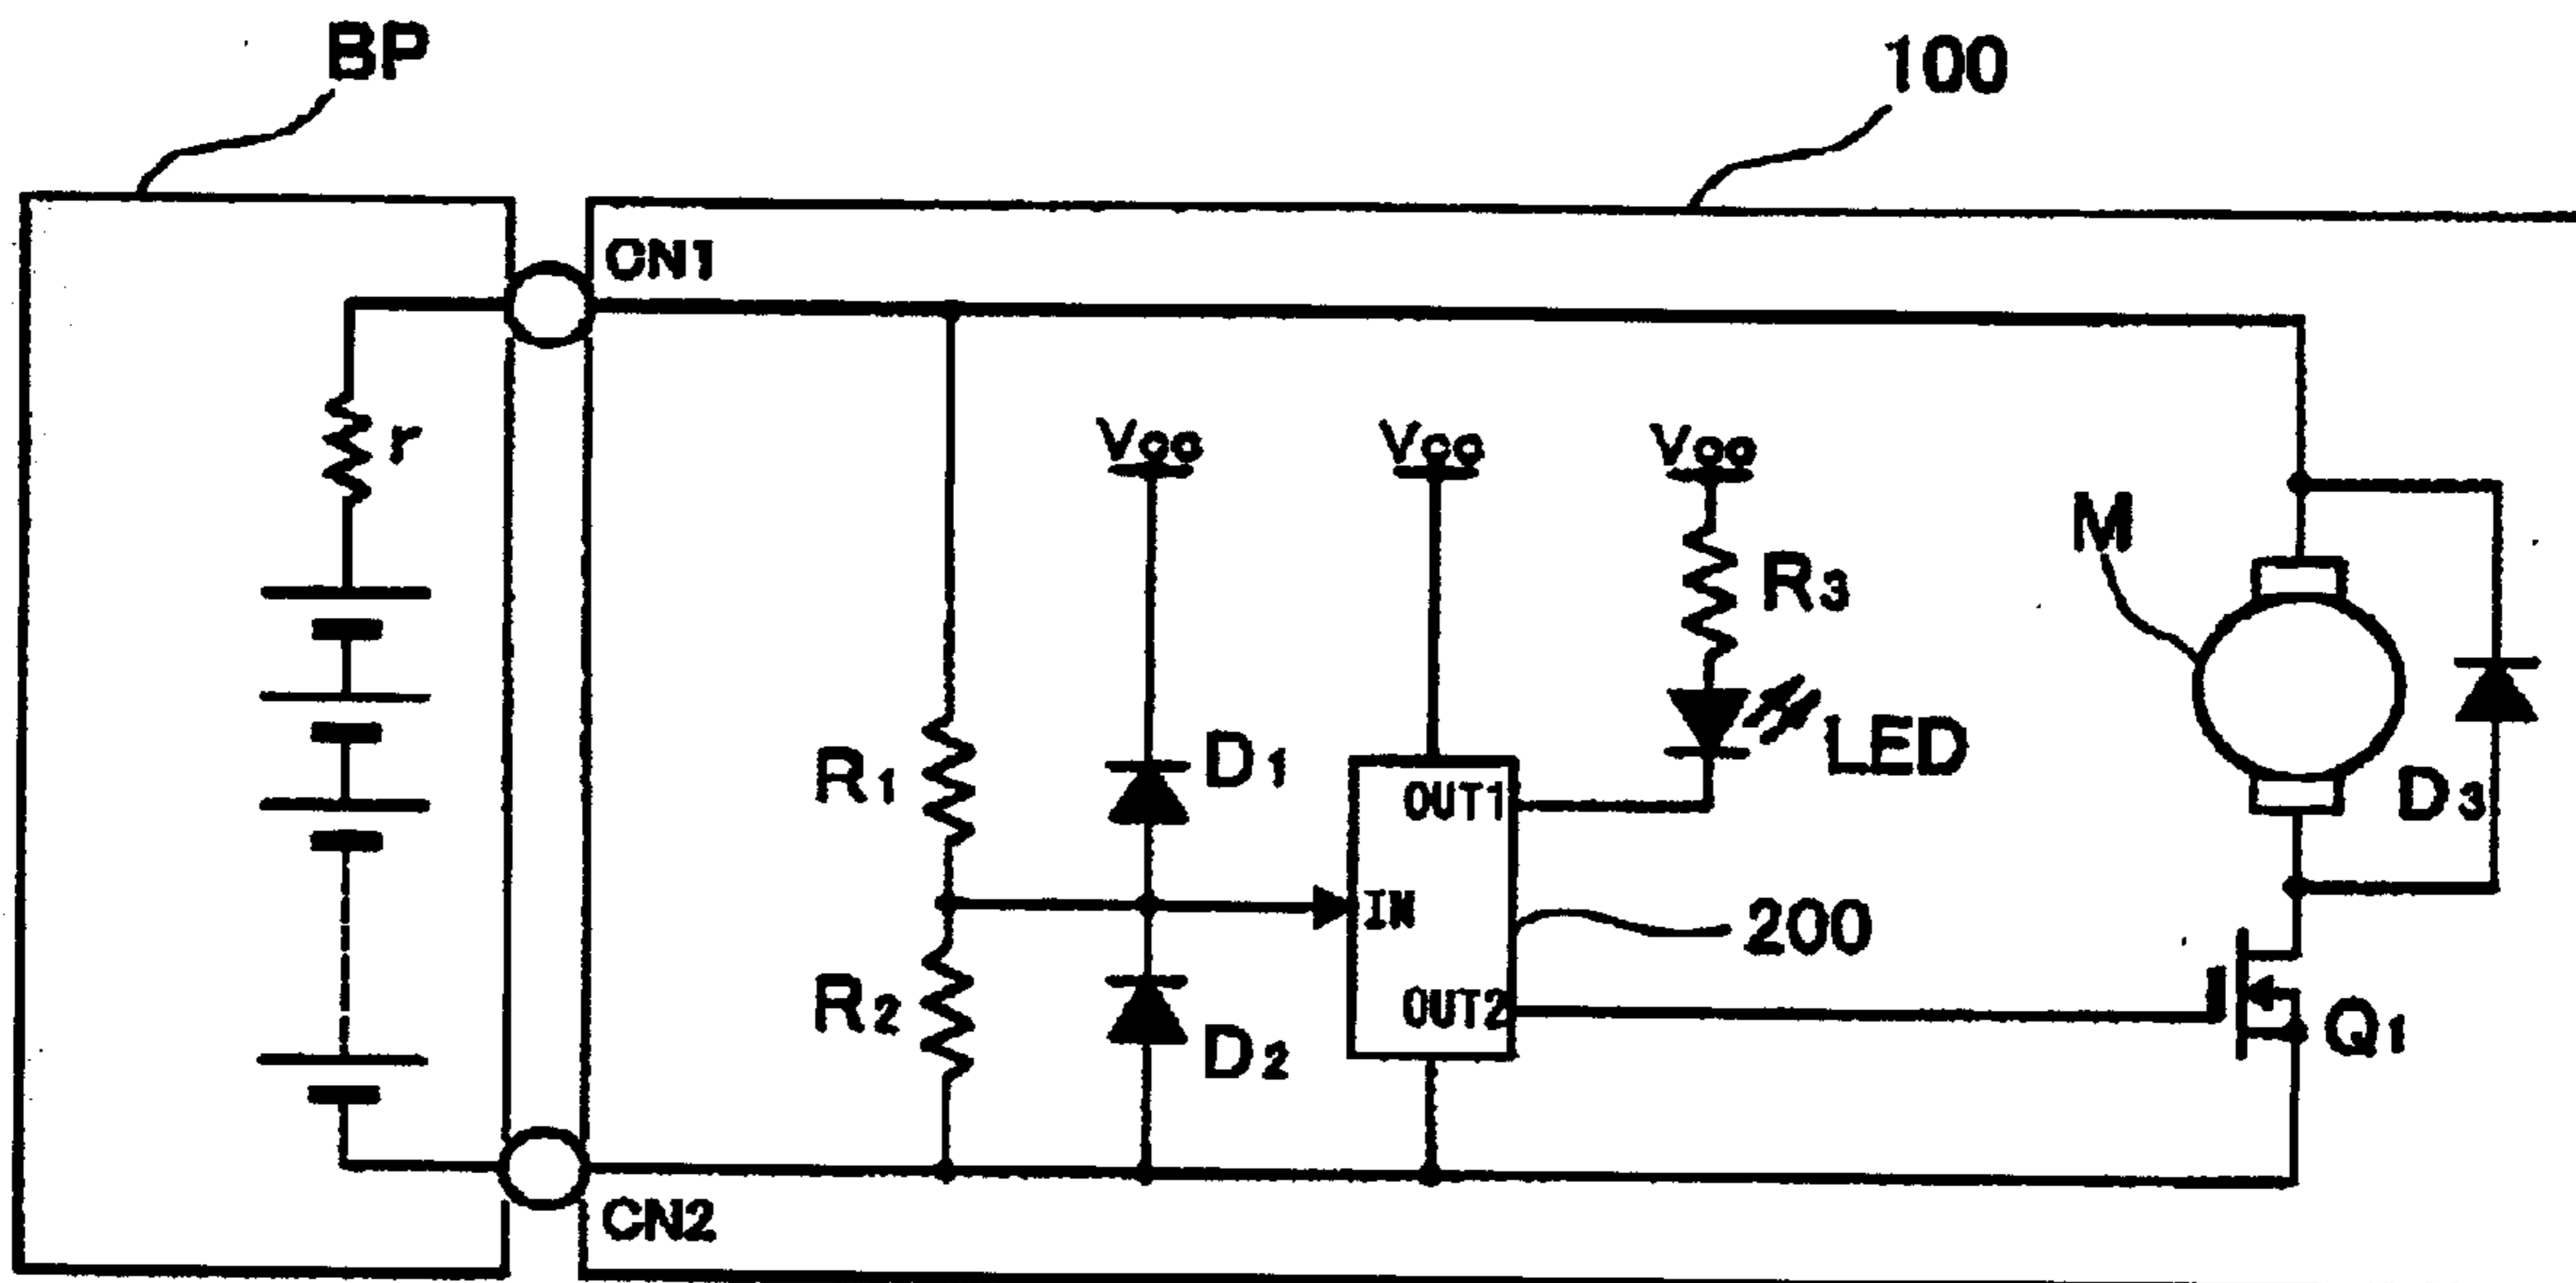 BP
100
CN1
r
Vcc
Vcc
Vcc
M
R3
R1
D1
LED
OUT1
D3
IN
200
R2
OUT2
D2
Q1
CN2